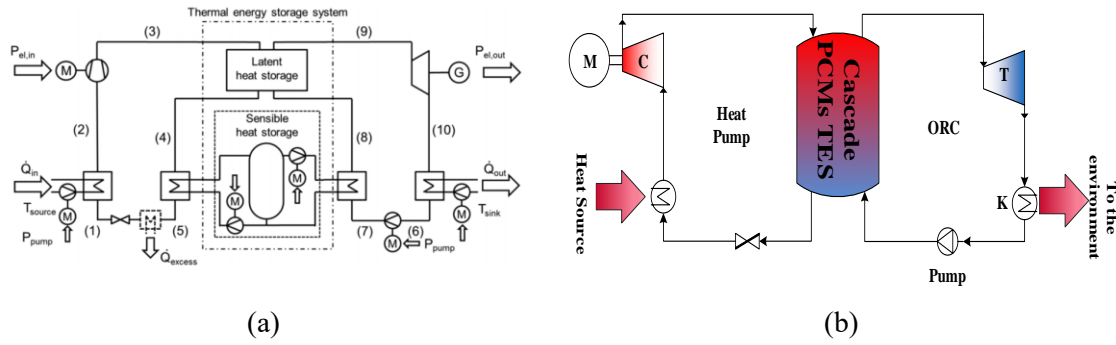 Thermal energy storage system
(3)
(9)
P_el,in
P_el,out
M
Latent
heat storage
G
Sensible
heat storage
(2)
(4)
(8)
(10)
Q̇_in
Q̇_out
M
M
T_source
T_sink
M
M
M
P_pump
(1)
(5)
(7)
(6)
P_pump
Q̇_excess
(a)
M
C
Cascade
PCMs TES
T
Heat
Pump
ORC
Heat Source
K
To the
environment
Pump
(b)